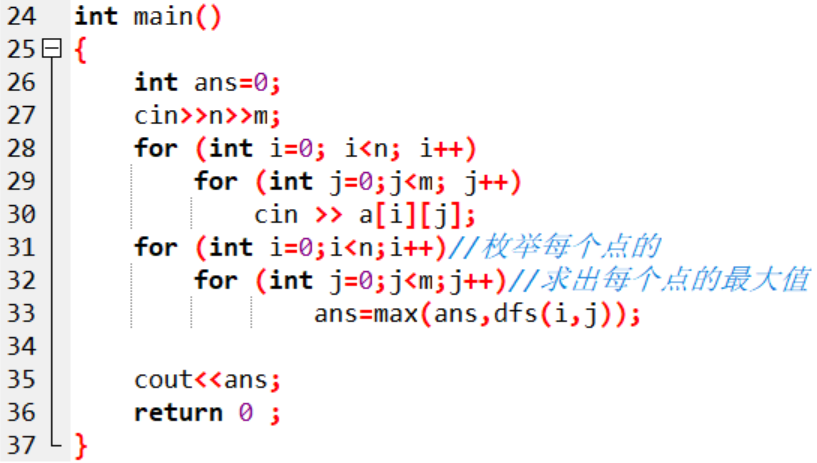 24 int main()
25 {
26 int ans=0;
27 cin>>n>>m;
28 for (int i=0; i<n; i++)
29 for (int j=0;j<m; j++)
30 cin >> a[i][j];
31 for (int i=0;i<n;i++)//枚举每个点的
32 for (int j=0;j<m;j++)//求出每个点的最大值
33 ans=max(ans,dfs(i,j));
34
35 cout<<ans;
36 return 0 ;
37 }